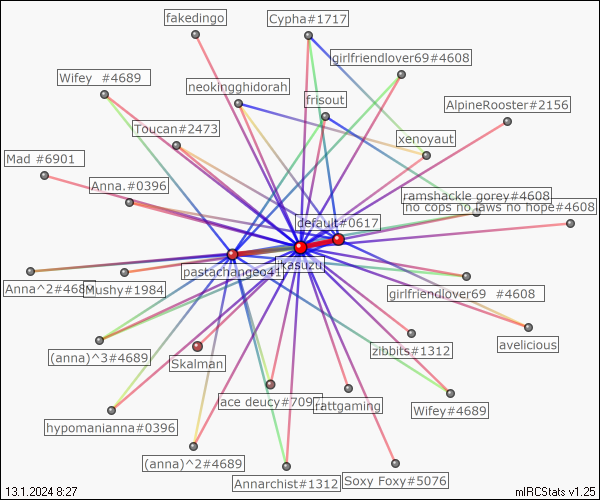 fakedingo
Cypha#1717
girlfriendlover69#4608
Wifey  #4689
neokingghidorah
frisout
AlpineRooster#2156
Toucan#2473
xenoyaut
Mad #6901
Anna.#0396
ramshackle gorey#4608
no cops no laws no hope#4608
default#0617
pastachangeo41
kasuzu
Anna^2#468
Mushy#1984
girlfriendlover69  #4608
(anna)^3#4689
Skalman
zibbits#1312
avelicious
ace deucy#709
rattgaming
Wifey#4689
hypomanianna#0396
(anna)^2#4689
Annarchist#1312
Soxy Foxy#5076
13.1.2024 8:27
mIRCStats v1.25